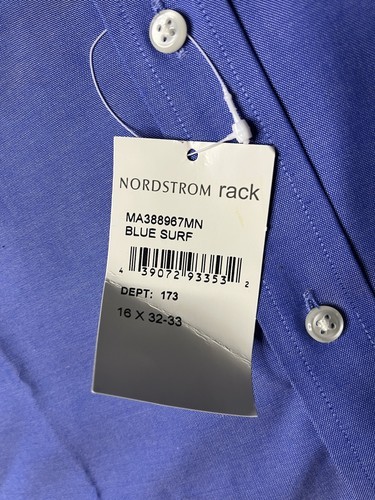 NORDSTROM rack
MA388967MN
BLUE SURF
4 39072 93353 2
DEPT: 173
16 X 32-33